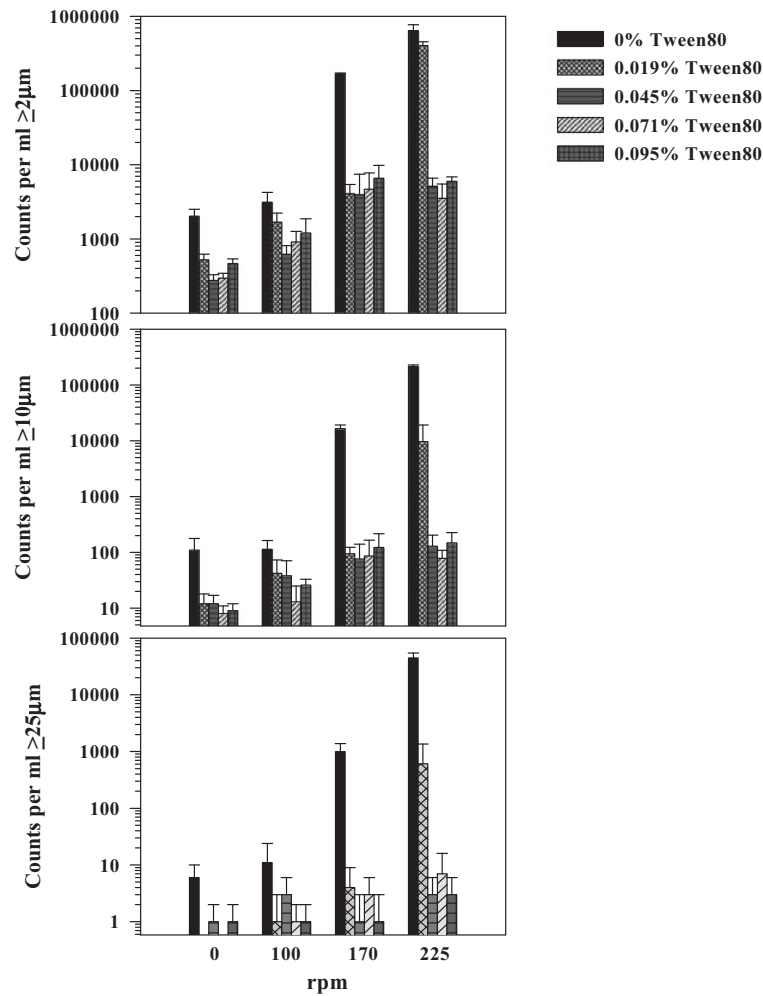 1000000
100000
10000
1000
100
Counts per ml ≥2μm
0% Tween80
0.019% Tween80
0.045% Tween80
0.071% Tween80
0.095% Tween80
1000000
100000
10000
1000
100
10
Counts per ml ≥10μm
100000
10000
1000
100
10
1
Counts per ml ≥25μm
0 100 170 225
rpm